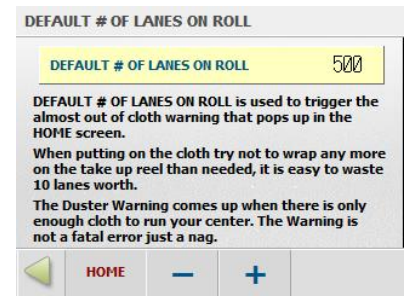 DEFAULT # OF LANES ON ROLL
DEFAULT # OF LANES ON ROLL 500
DEFAULT # OF LANES ON ROLL is used to trigger the
almost out of cloth warning that pops up in the
HOME screen.
When putting on the cloth try not to wrap any more
on the take up reel than needed, it is easy to waste
10 lanes worth.
The Duster Warning comes up when there is only
enough cloth to run your center. The Warning is
not a fatal error just a nag.
HOME − +